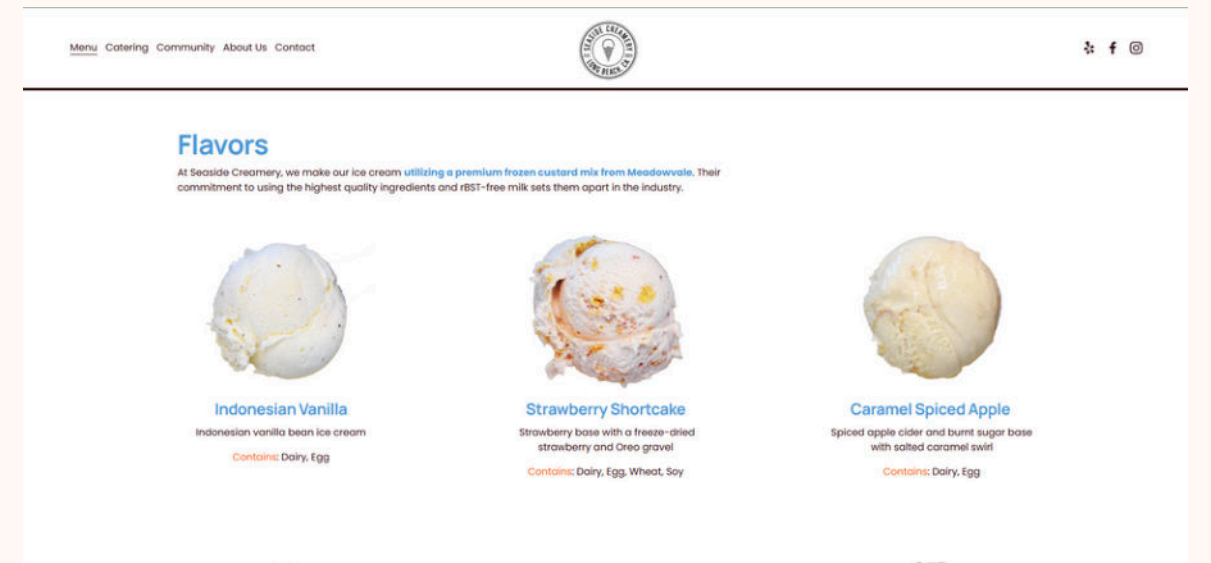 Menu Catering Community About Us Contact
SEASIDE CREAMERY
LONG BEACH, CA
f
Flavors
At Seaside Creamery, we make our ice cream utilizing a premium frozen custard mix from Meadowvale. Their
commitment to using the highest quality ingredients and rBST-free milk sets them apart in the industry.
Indonesian Vanilla
Indonesian vanilla bean ice cream
Contains: Dairy, Egg
Strawberry Shortcake
Strawberry base with a freeze-dried
strawberry and Oreo gravel
Contains: Dairy, Egg, Wheat, Soy
Caramel Spiced Apple
Spiced apple cider and burnt sugar base
with salted caramel swirl
Contains: Dairy, Egg